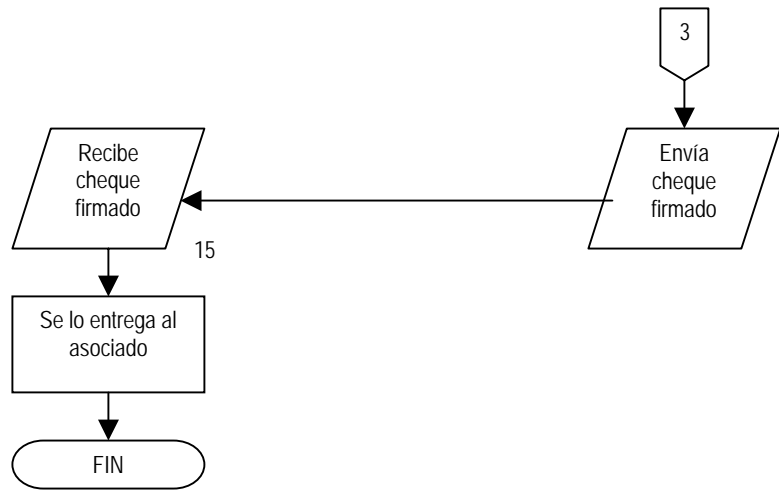 3
Recibe
cheque
firmado
Envía
cheque
firmado
15
Se lo entrega al
asociado
FIN